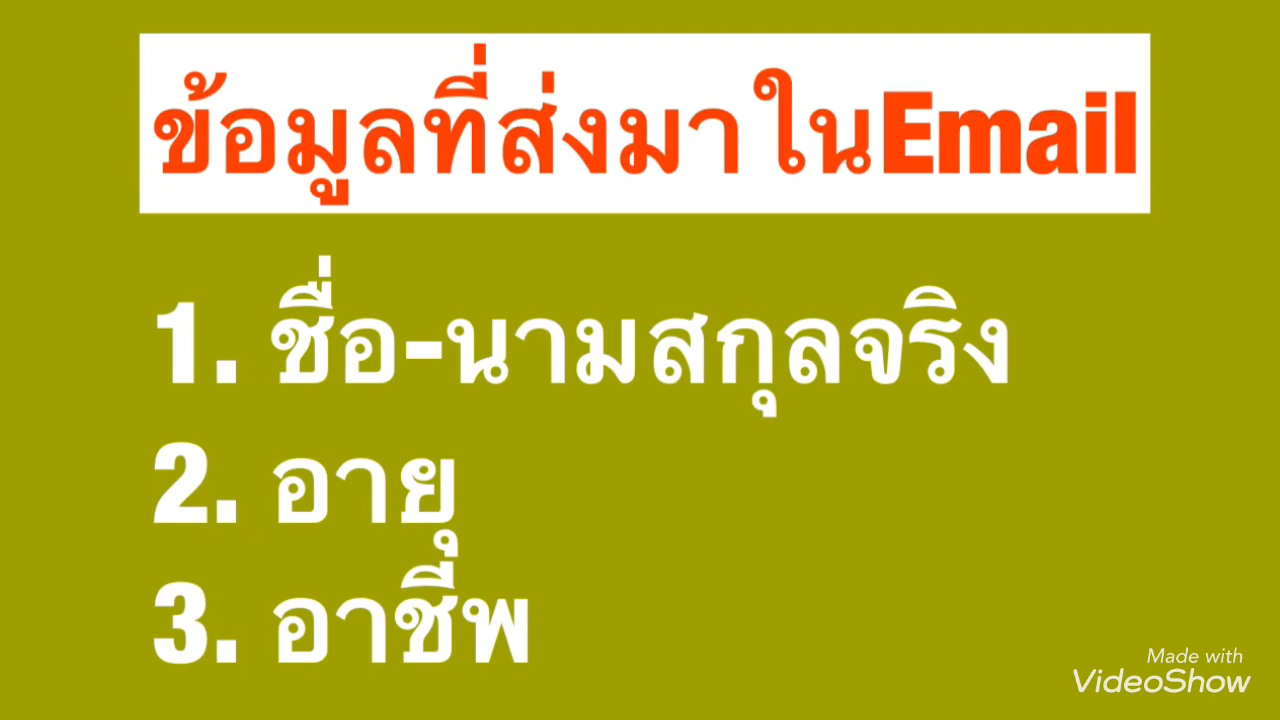 ข้อมูลที่ส่งมาในEmail
1. ชื่อ-นามสกุลจริง
2. อายุ
3. อาชีพ
Made with
VideoShow